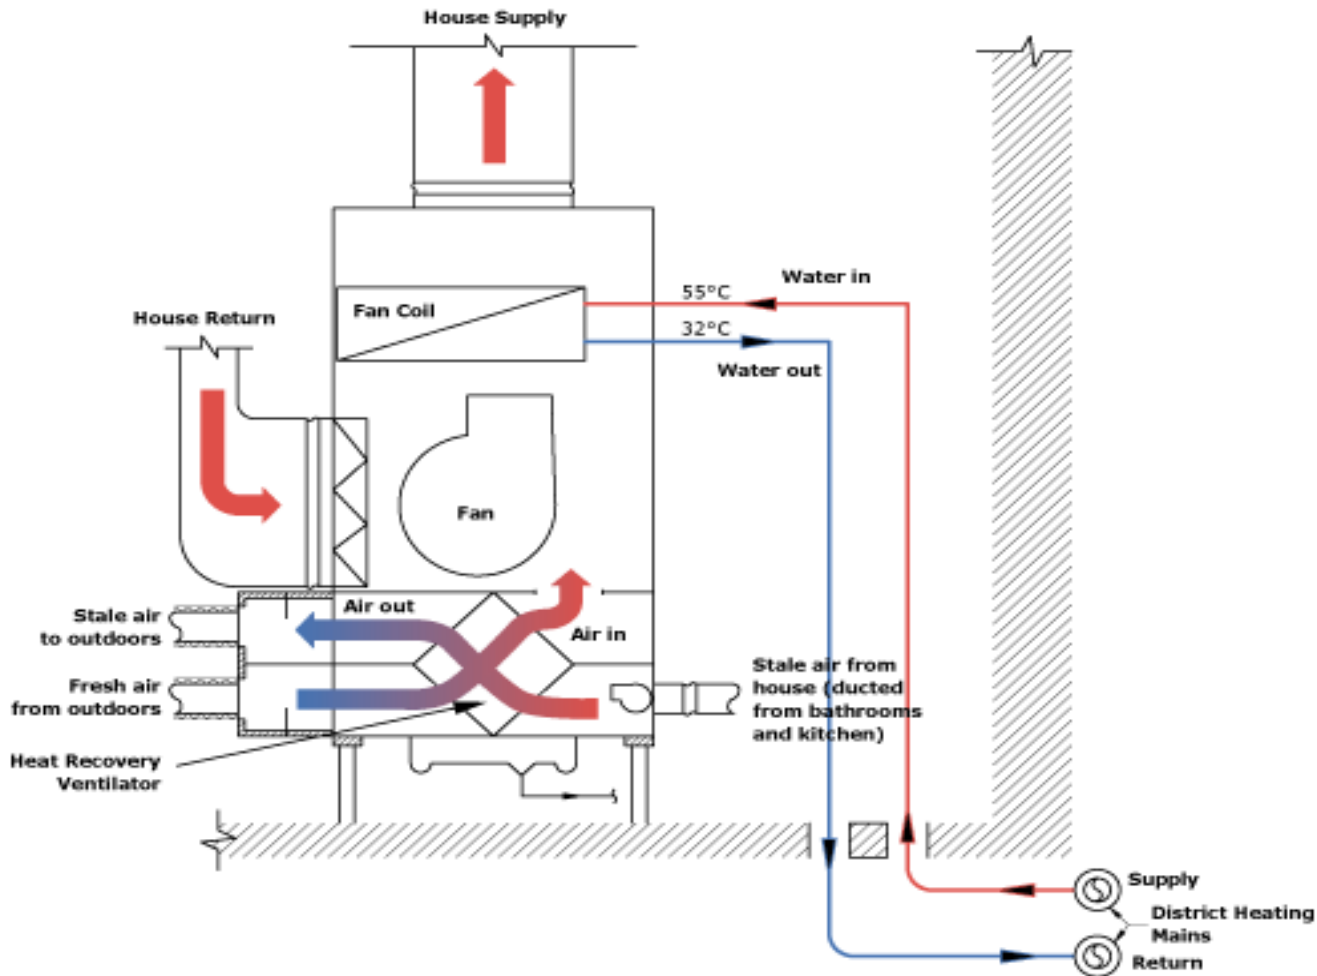 House Supply
Water in
55°C
Fan Coil
House Return
32°C
Water out
Fan
Air out
Stale air
to outdoors
Air in
Stale air from
house (ducted
from bathrooms
and kitchen)
Fresh air
from outdoors
Heat Recovery
Ventilator
Supply
District Heating
Mains
Return